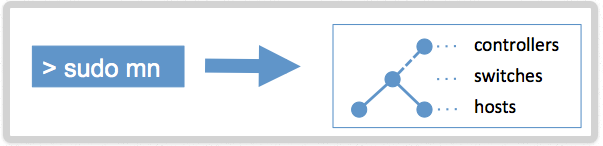 > sudo mn
controllers
switches
hosts